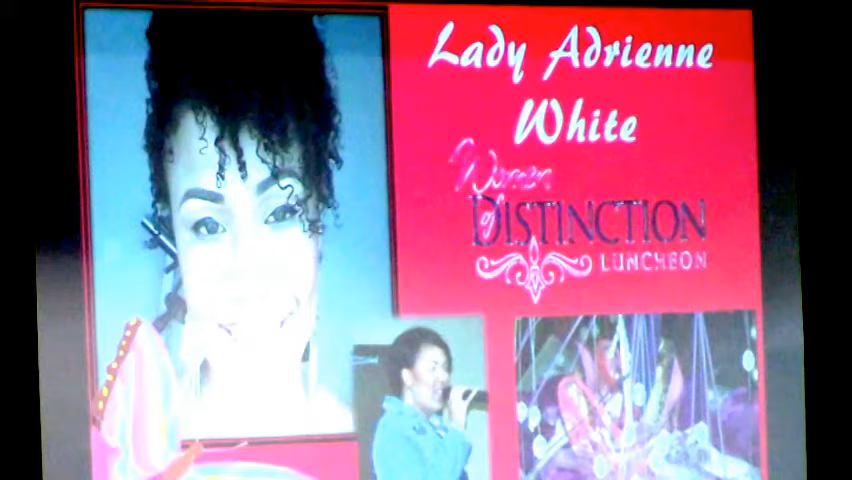 Lady Adrienne
White
Women
of DISTINCTION
LUNCHEON